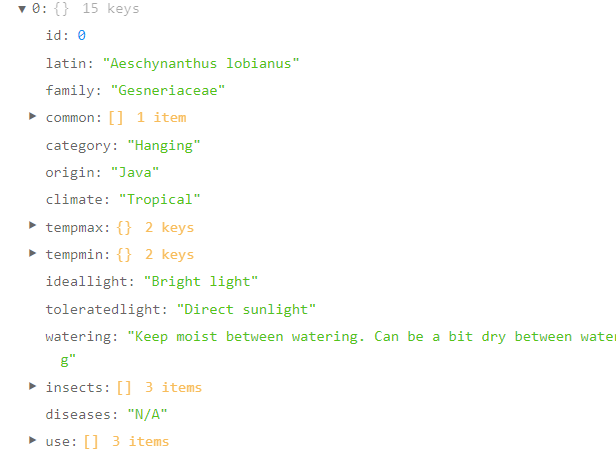 ▼ 0: {} 15 keys
id: 0
latin: "Aeschynanthus lobianus"
family: "Gesneriaceae"
▶ common: [] 1 item
category: "Hanging"
origin: "Java"
climate: "Tropical"
▶ tempmax: {} 2 keys
▶ tempmin: {} 2 keys
ideallight: "Bright light"
toleratedlight: "Direct sunlight"
watering: "Keep moist between watering. Can be a bit dry between waterin
g"
▶ insects: [] 3 items
diseases: "N/A"
▶ use: [] 3 items